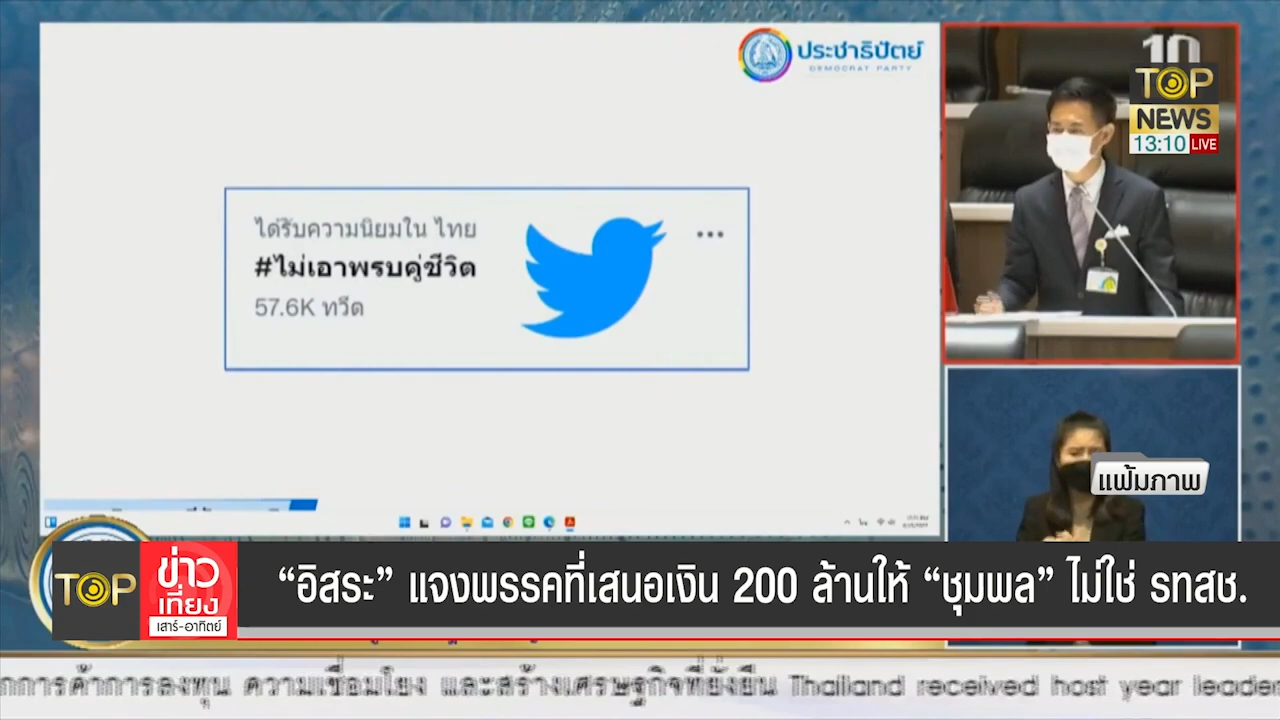 ประชาธิปัตย์
DEMOCRAT PARTY
10
TOP
NEWS
13:10 LIVE
ได้รับความนิยมใน ไทย
#ไม่เอาพรบคู่ชีวิต
57.6K ทวีต
แฟ้มภาพ
TOP
ข่าว
เที่ยง
เสาร์-อาทิตย์
“อิสระ” แจงพรรคที่เสนอเงิน 200 ล้านให้ “ชุมพล” ไม่ใช่ รทสช.
การค้าการลงทุน ความเชื่อมโยง และสร้างเศรษฐกิจที่ยั่งยืน Thailand received host year leader